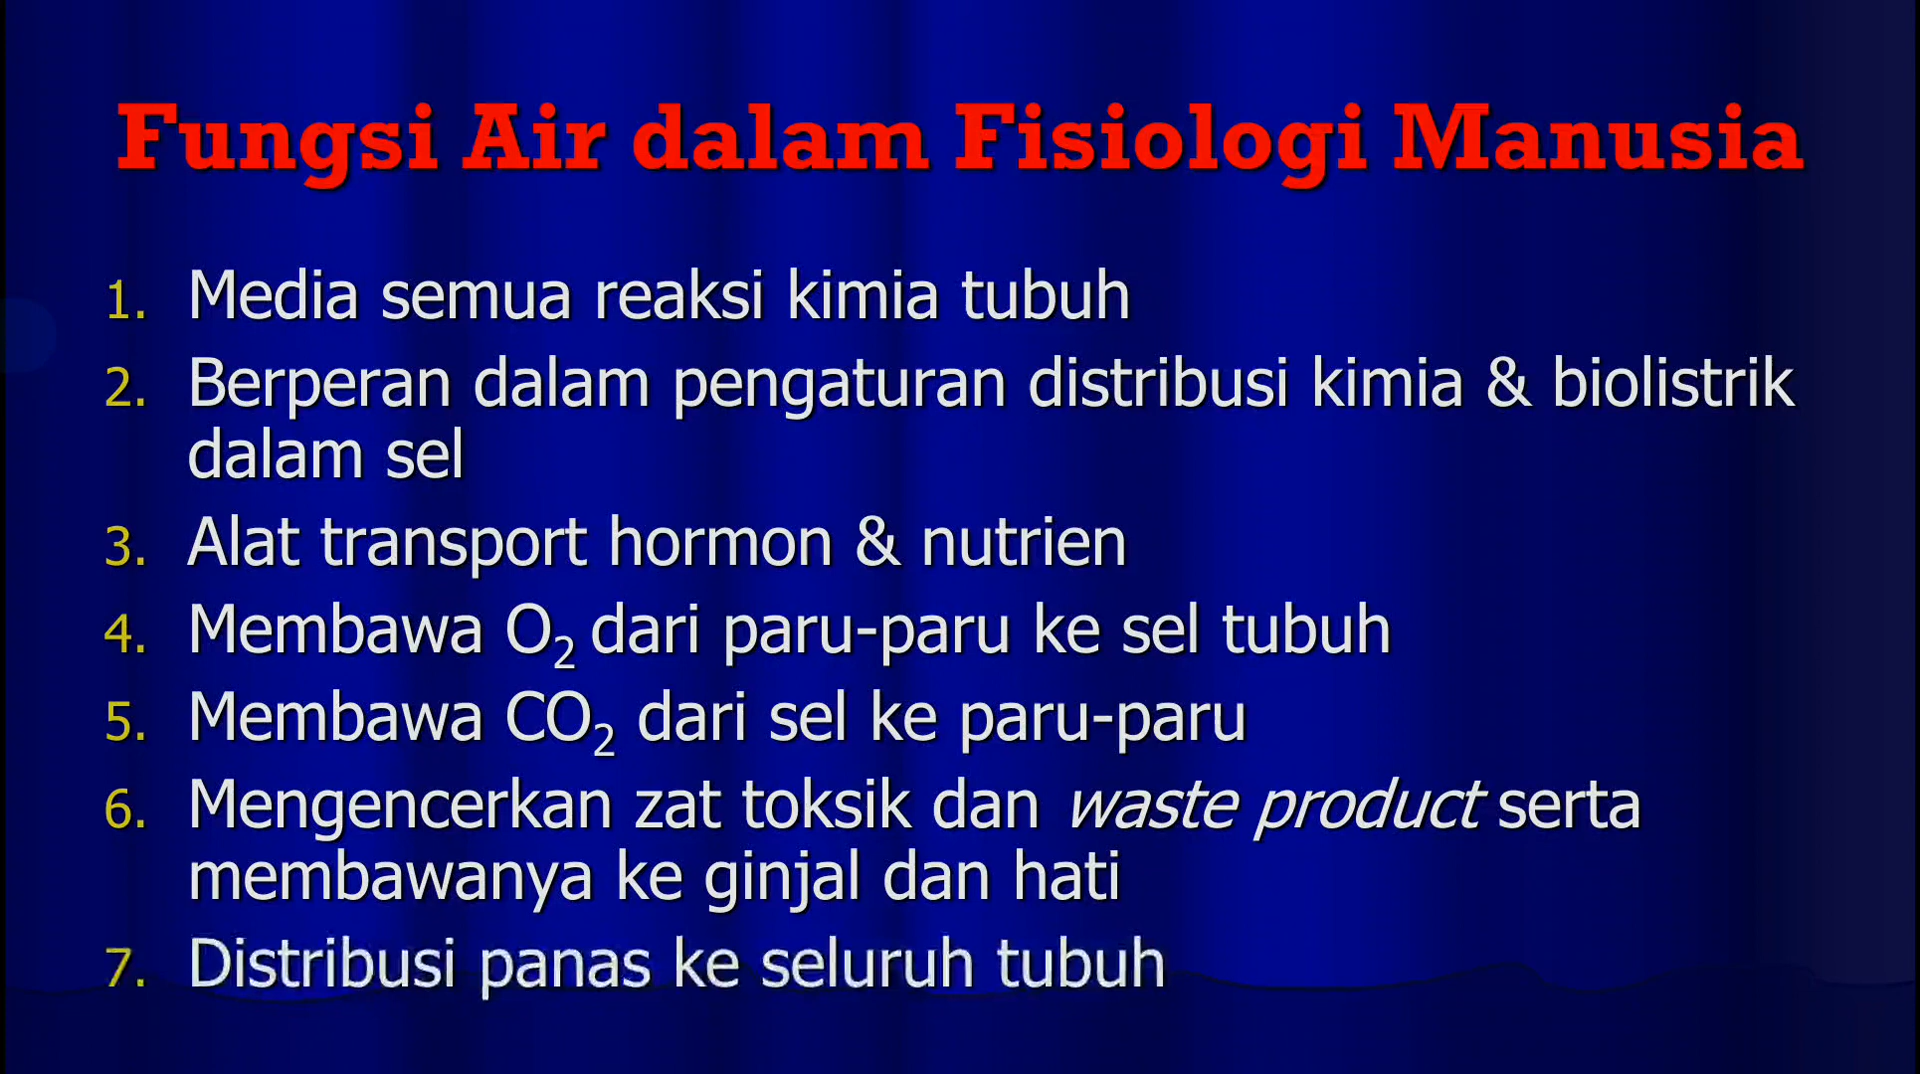 Fungsi Air dalam Fisiologi Manusia
1. Media semua reaksi kimia tubuh
2. Berperan dalam pengaturan distribusi kimia & biolistrik
dalam sel
3. Alat transport hormon & nutrien
4. Membawa O₂ dari paru-paru ke sel tubuh
5. Membawa CO₂ dari sel ke paru-paru
6. Mengencerkan zat toksik dan waste product serta
membawanya ke ginjal dan hati
7. Distribusi panas ke seluruh tubuh